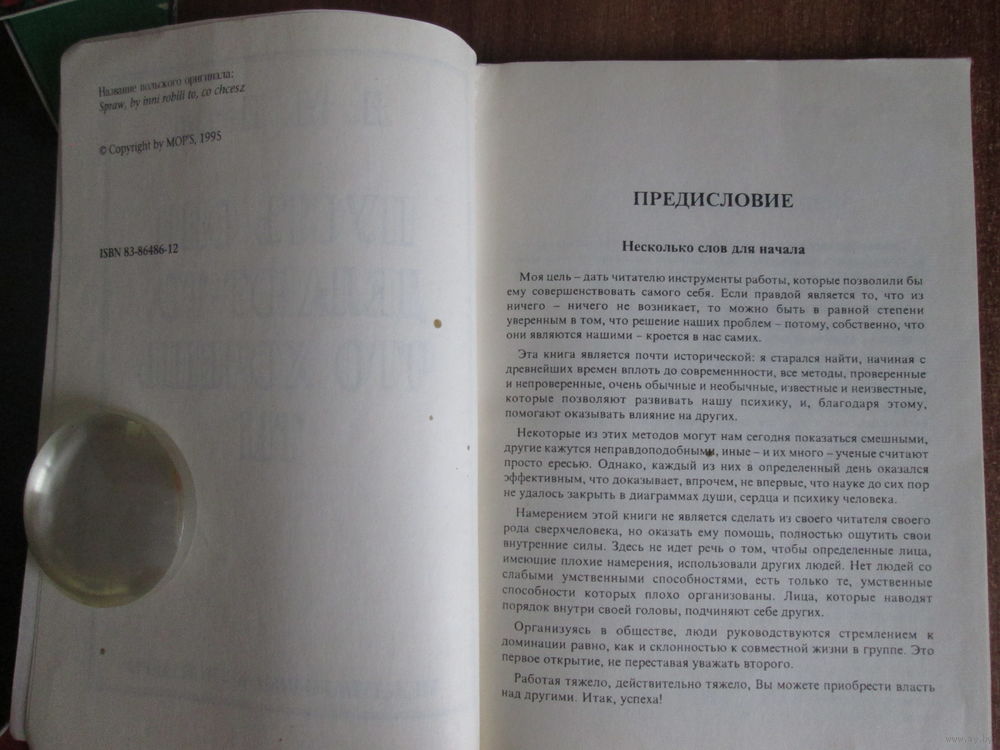 Название польского оригинала:
Spraw, by inni robili to, co chcesz
© Copyright by MOP'S, 1995
ISBN 83-86486-12
ПРЕДИСЛОВИЕ
Несколько слов для начала
Моя цель – дать читателю инструменты работы, которые позволили бы
ему совершенствовать самого себя. Если правдой является то, что из
ничего – ничего не возникает, то можно быть в равной степени
уверенным в том, что решение наших проблем – потому, собственно, что
они являются нашими – кроется в нас самих.
Эта книга является почти исторической: я старался найти, начиная с
древнейших времен вплоть до современнности, все методы, проверенные
и непроверенные, очень обычные и необычные, известные и неизвестные,
которые позволяют развивать нашу психику, и, благодаря этому,
помогают оказывать влияние на других.
Некоторые из этих методов могут нам сегодня показаться смешными,
другие кажутся неправдоподобными, иные – и их много – ученые считают
просто ересью. Однако, каждый из них в определенный день оказался
эффективным, что доказывает, впрочем, не впервые, что науке до сих пор
не удалось закрыть в диаграммах души, сердца и психику человека.
Намерением этой книги не является сделать из своего читателя своего
рода сверхчеловека, но оказать ему помощь, полностью ощутить свои
внутренние силы. Здесь не идет речь о том, чтобы определенные лица,
имеющие плохие намерения, использовали других людей. Нет людей со
слабыми умственными способностями, есть только те, умственные
способности которых плохо организованы. Лица, которые наводят
порядок внутри своей головы, подчиняют себе других.
Организуясь в обществе, люди руководствуются стремлением к
доминации равно, как и склонностью к совместной жизни в группе. Это
первое открытие, не переставая уважать второго.
Работая тяжело, действительно тяжело, Вы можете приобрести власть
над другими. Итак, успеха!
www.ay.by